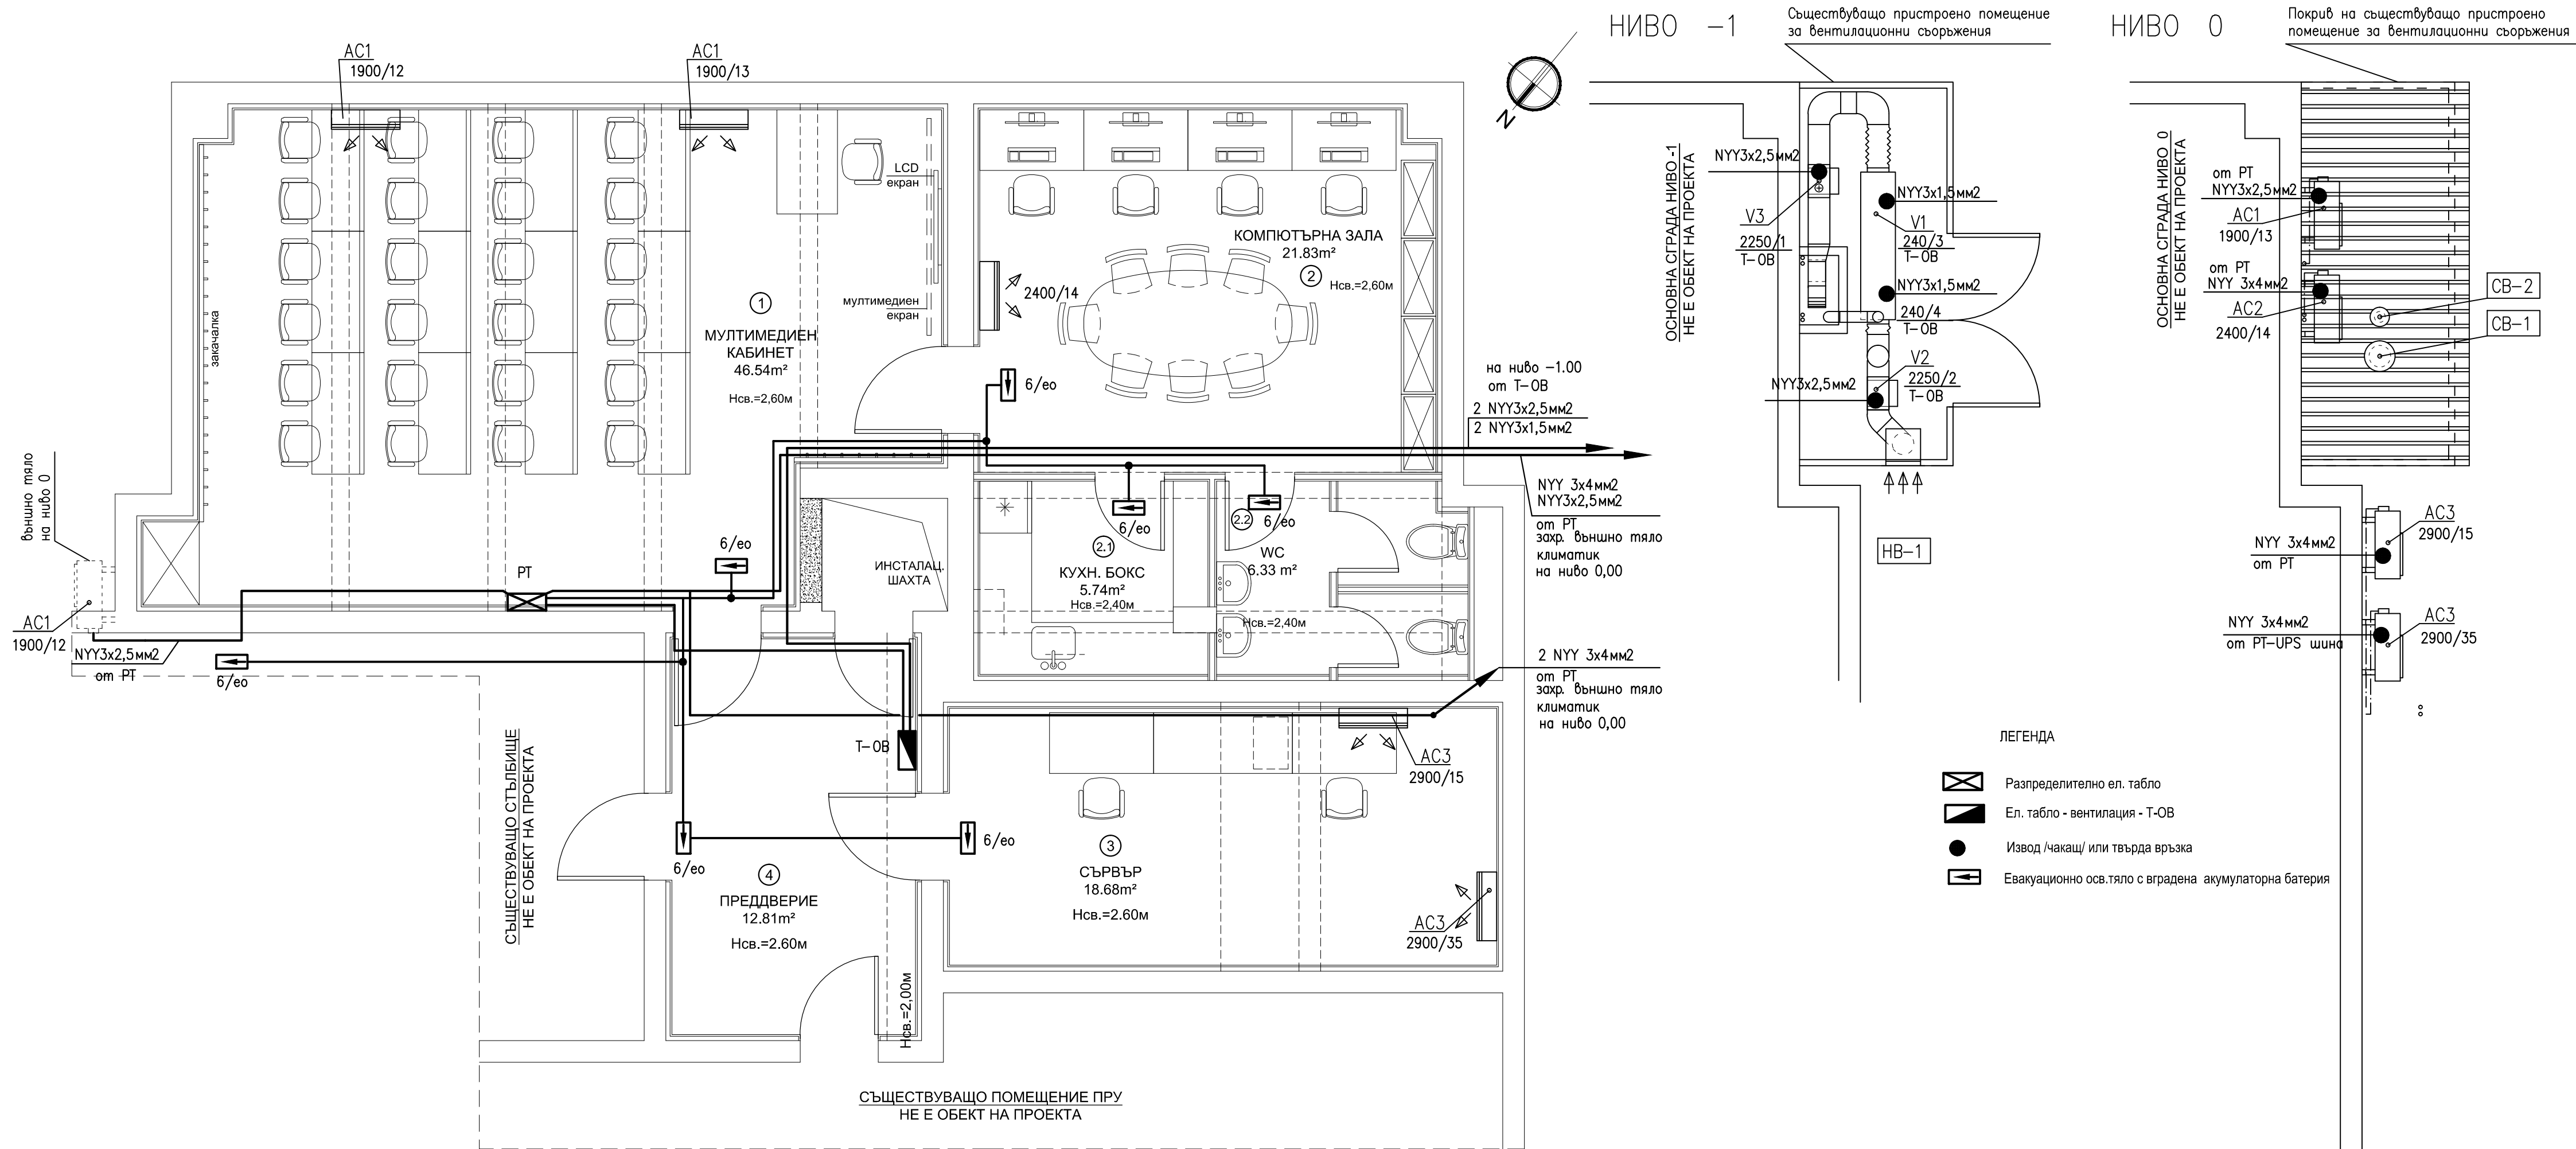 НИВО -1
Съществуващо пристроено помещение
за вентилационни съоръжения
НИВО 0
Покрив на съществуващо пристроено
помещение за вентилационни съоръжения
AC1
1900/12
AC1
1900/13
N
LCD
екран
мултимедиен
екран
закачалка
1
МУЛТИМЕДИЕН
КАБИНЕТ
46.54m²
Нсв.=2,60м
КОМПЮТЪРНА ЗАЛА
21.83m²
2
Нсв.=2,60м
2400/14
6/ео
на ниво -1.00
от Т-ОВ
2 NYY3x2,5мм2
2 NYY3x1,5мм2
NYY 3x4мм2
NYY3x2,5мм2
от РТ
захр. външно тяло
климатик
на ниво 0,00
външно тяло
на ниво 0
AC1
1900/12
NYY3x2,5мм2
от РТ
6/ео
РТ
6/ео
ИНСТАЛАЦ.
ШАХТА
6/ео
2.1
КУХН. БОКС
5.74m²
Нсв.=2,40м
2.2
6/ео
WC
6.33 m²
Нсв.=2,40м
2 NYY 3x4мм2
от РТ
захр. външно тяло
климатик
на ниво 0,00
Т-ОВ
AC3
2900/15
СЪЩЕСТВУВАЩО СТЪЛБИЩЕ
НЕ Е ОБЕКТ НА ПРОЕКТА
6/ео
6/ео
4
ПРЕДДВЕРИЕ
12.81m²
Нсв.=2.60м
Нсв.=2,00м
3
СЪРВЪР
18.68m²
Нсв.=2.60м
AC3
2900/35
СЪЩЕСТВУВАЩО ПОМЕЩЕНИЕ ПРУ
НЕ Е ОБЕКТ НА ПРОЕКТА
ОСНОВНА СГРАДА НИВО -1
НЕ Е ОБЕКТ НА ПРОЕКТА
NYY3x2,5мм2
V3
2250/1
Т-ОВ
NYY3x1,5мм2
V1
240/3
Т-ОВ
NYY3x1,5мм2
240/4
Т-ОВ
V2
NYY3x2,5мм2
2250/2
Т-ОВ
НВ-1
ОСНОВНА СГРАДА НИВО 0
НЕ Е ОБЕКТ НА ПРОЕКТА
от РТ
NYY3x2,5мм2
AC1
1900/13
от РТ
NYY 3x4мм2
AC2
2400/14
СВ-2
СВ-1
AC3
2900/15
NYY 3x4мм2
от РТ
AC3
2900/35
NYY 3x4мм2
от РТ-UPS шина
ЛЕГЕНДА
Разпределително ел. табло
Ел. табло - вентилация - Т-ОВ
Извод /чакащ/ или твърда връзка
Евакуационно осв.тяло с вградена акумулаторна батерия